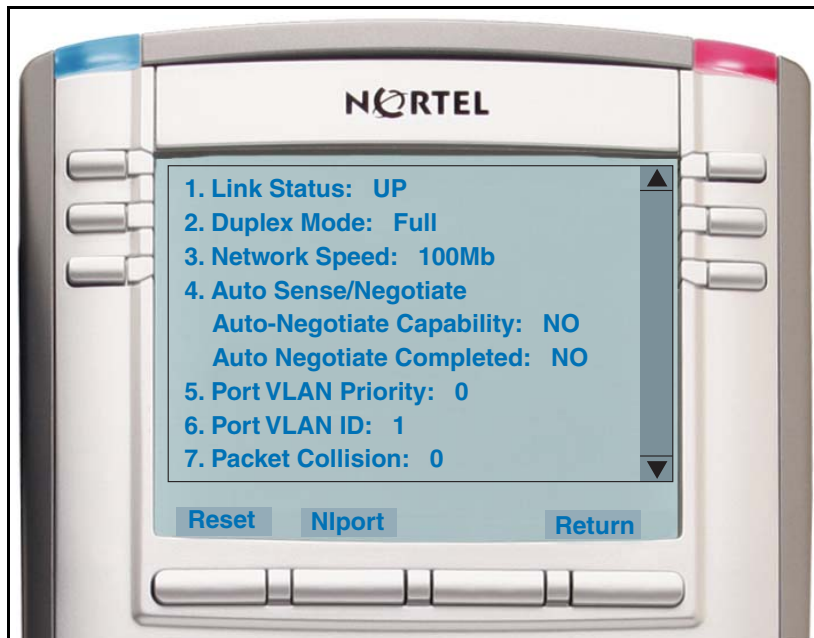 NORTEL
1. Link Status: UP
2. Duplex Mode: Full
3. Network Speed: 100Mb
4. Auto Sense/Negotiate
Auto-Negotiate Capability: NO
Auto Negotiate Completed: NO
5. Port VLAN Priority: 0
6. Port VLAN ID: 1
7. Packet Collision: 0
Reset NIport Return